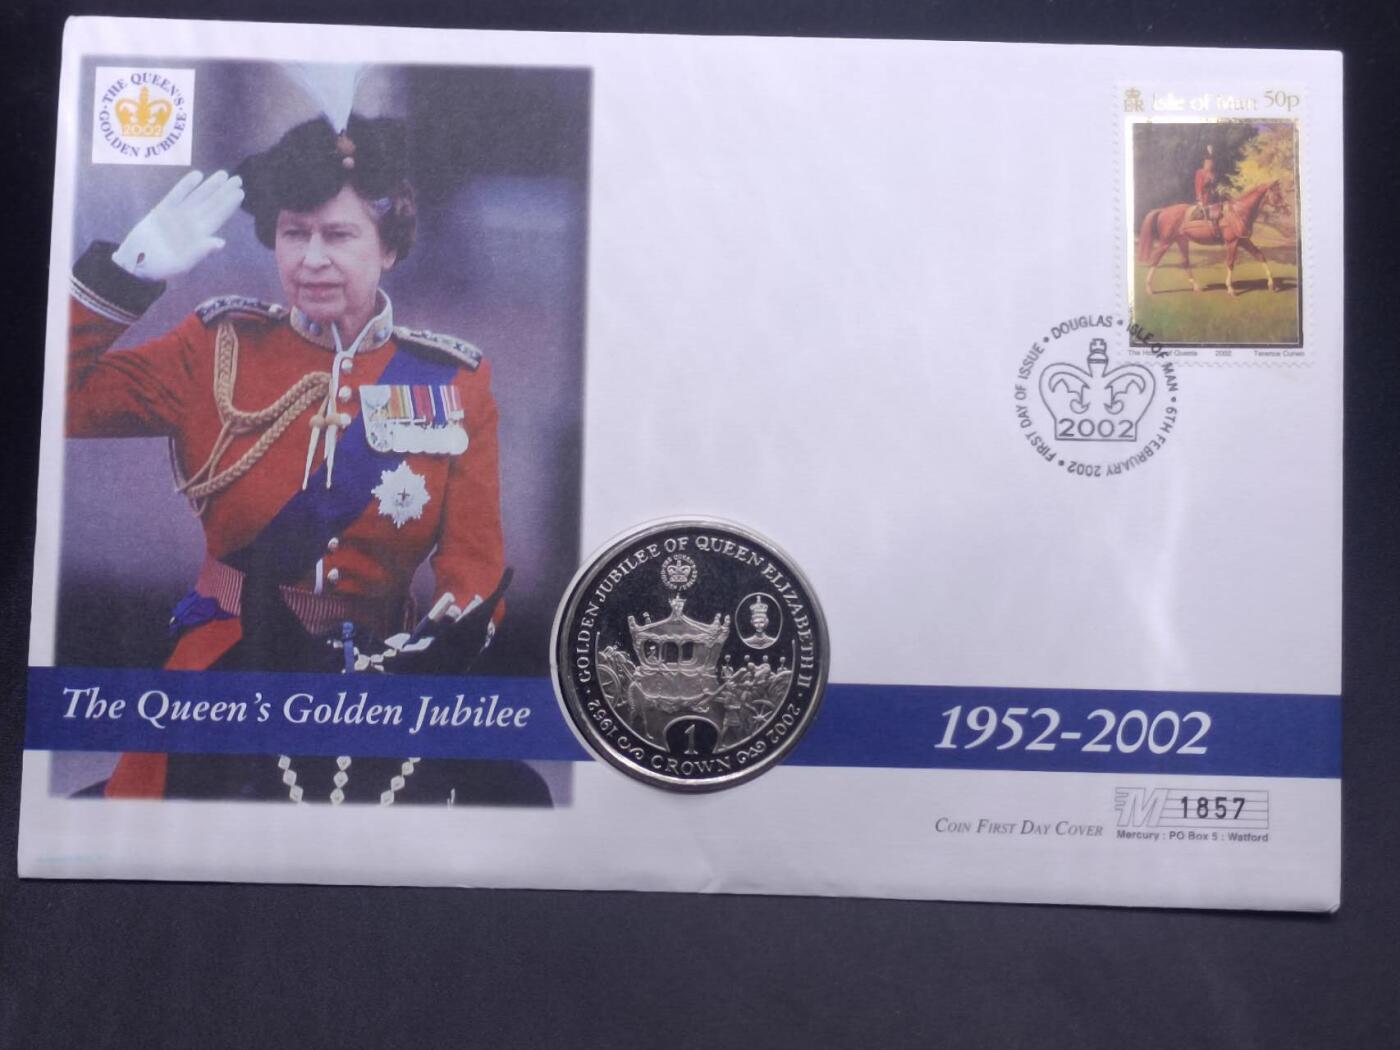 THE QUEEN'S
2002
GOLDEN JUBILEE
Isle of Man 50p
The House of Queens 2002 Terence Cuneo
FIRST DAY OF ISSUE • DOUGLAS • ISLE OF MAN • 6TH FEBRUARY 2002 •
2002
1952 • GOLDEN JUBILEE OF QUEEN ELIZABETH II • 2002
1
CROWN
The Queen's Golden Jubilee
1952-2002
COIN FIRST DAY COVER
M 1857
Mercury : PO Box 5 : Watford